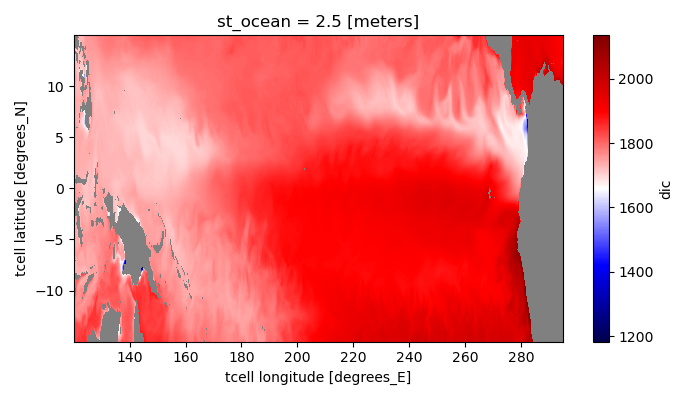 st_ocean = 2.5 [meters]
10
5
0
−5
−10
tcell latitude [degrees_N]
140 160 180 200 220 240 260 280
tcell longitude [degrees_E]
2000
1800
1600
1400
1200
dic